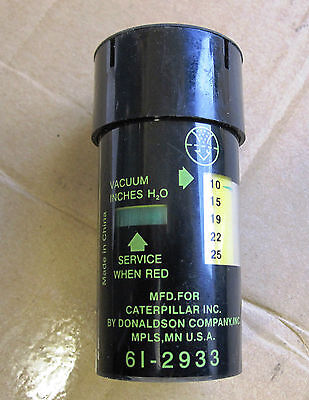 VACUUM
INCHES H₂O
10
15
19
22
25
SERVICE
WHEN RED
Made in China
MFD.FOR
CATERPILLAR INC.
BY DONALDSON COMPANY,INC.
MPLS,MN U.S.A.
6I-2933